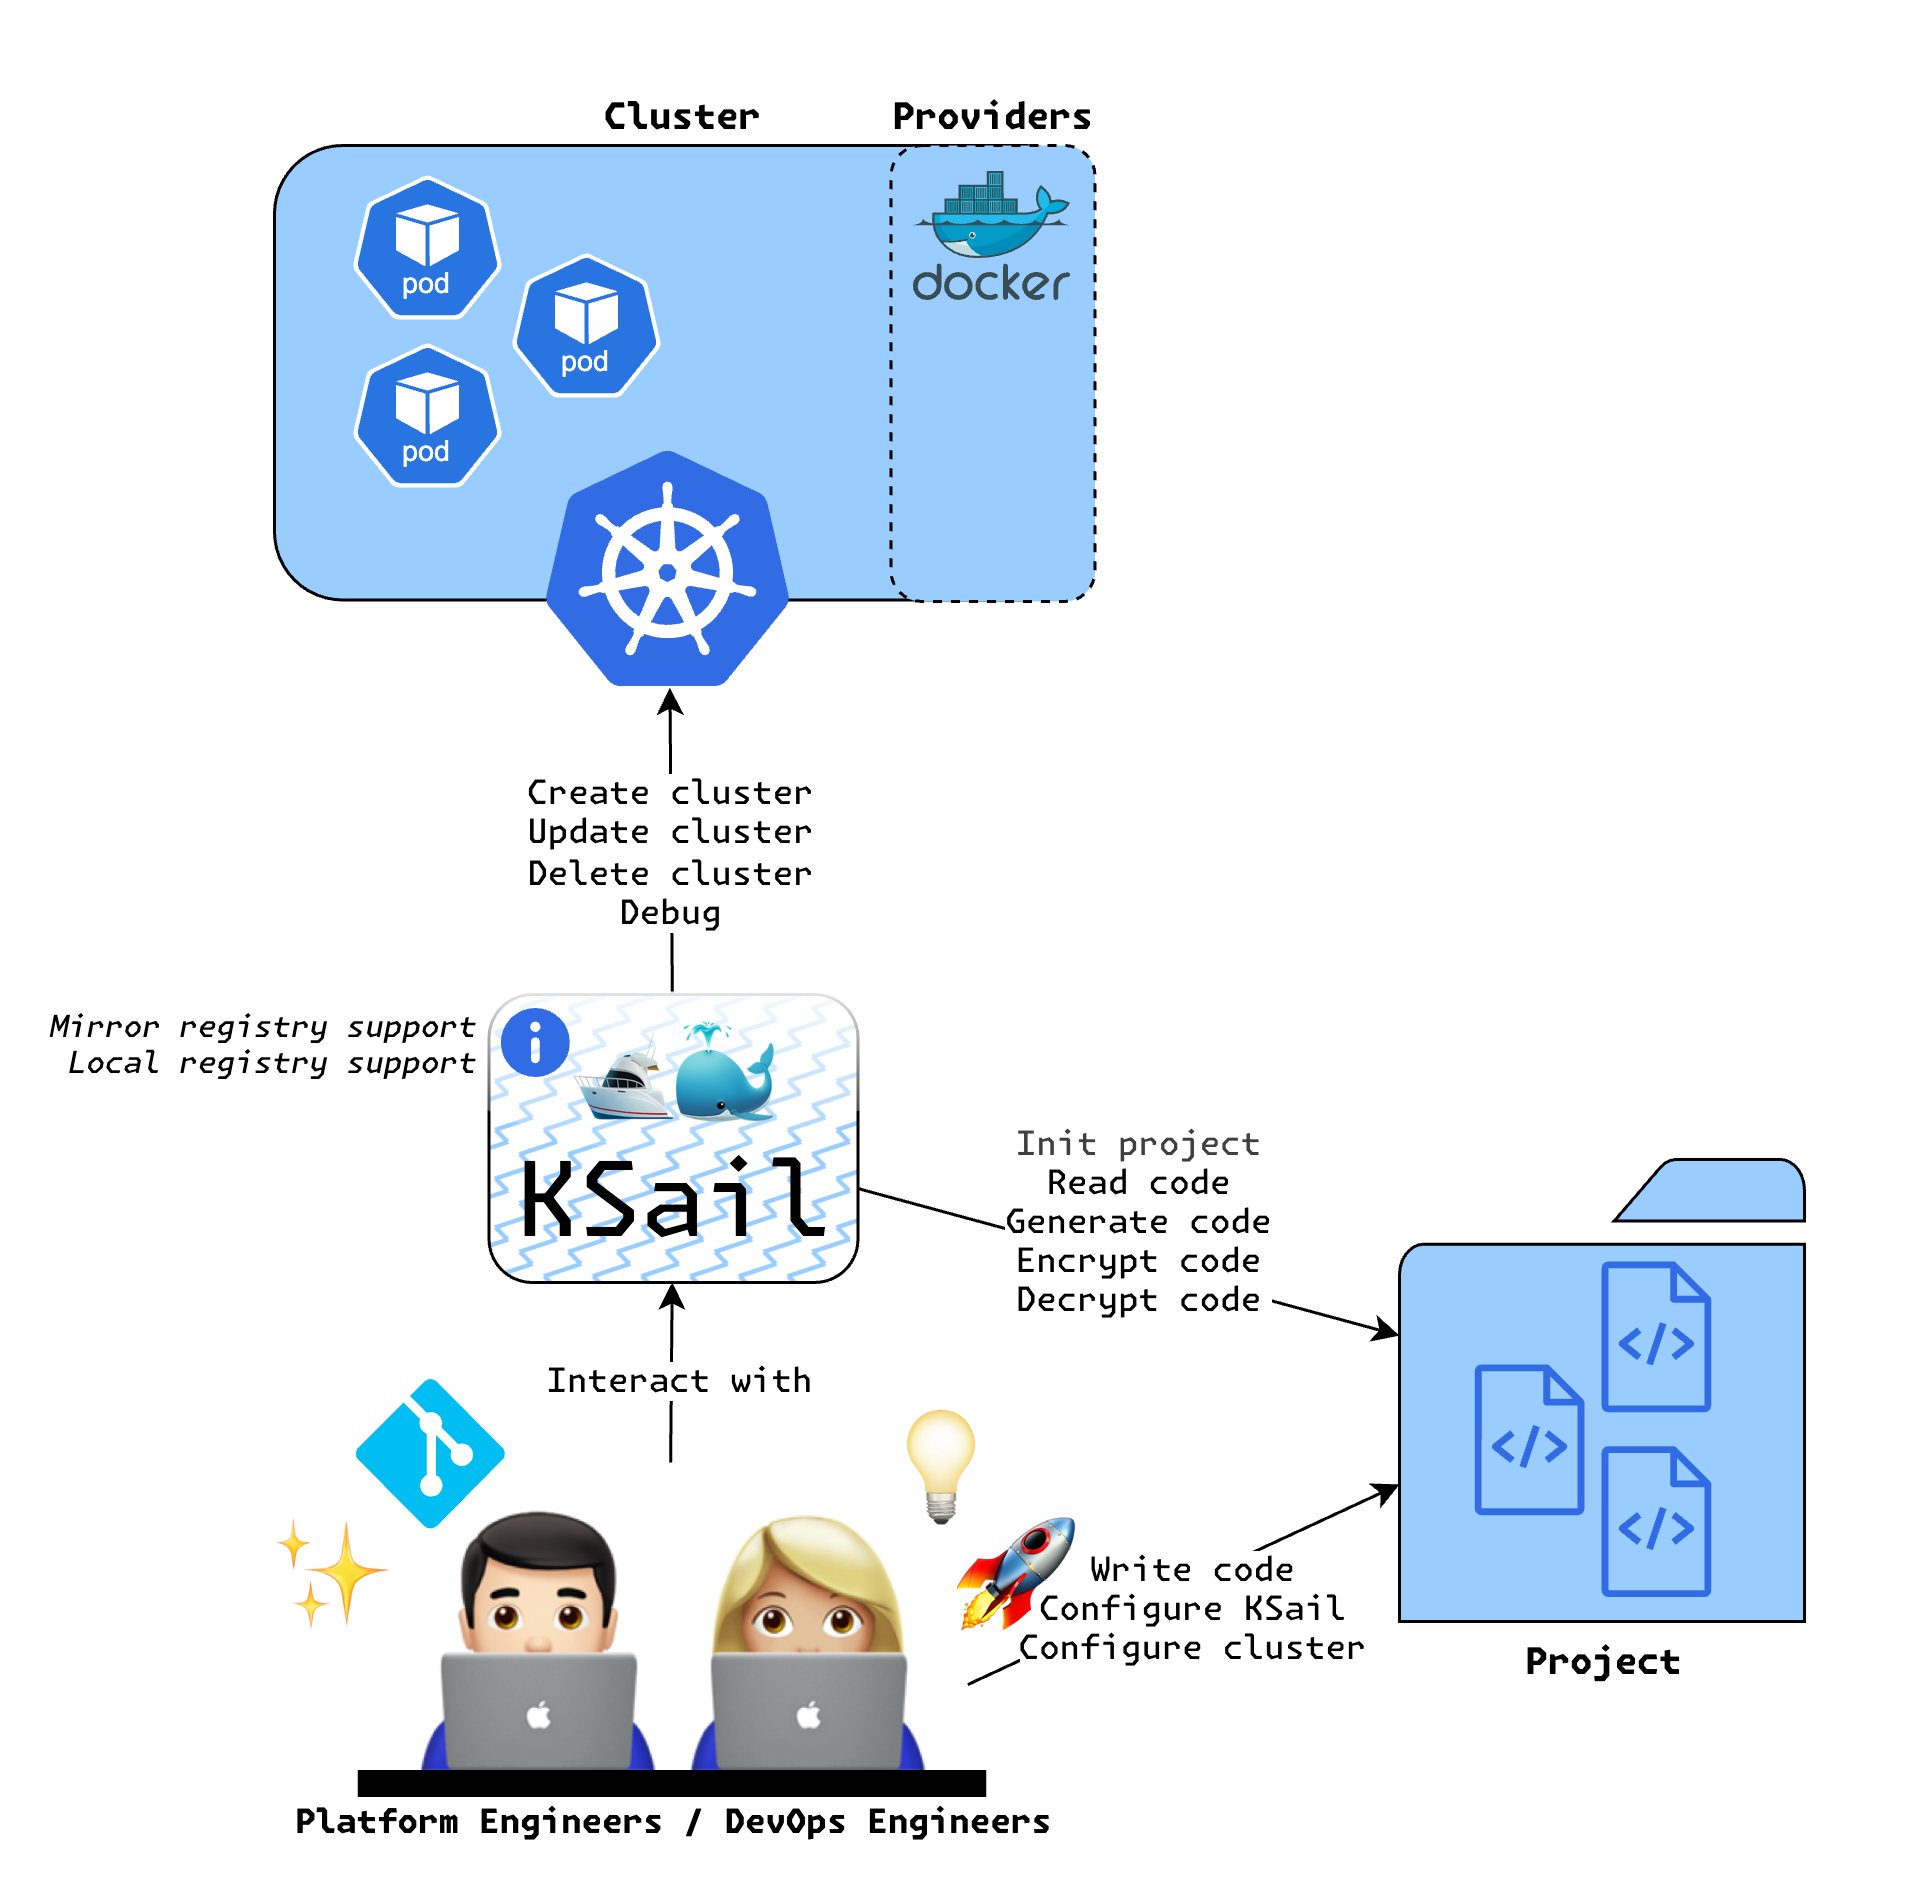 Cluster
Providers
pod
docker
pod
pod
Create cluster
Update cluster
Delete cluster
Debug
Mirror registry support
Local registry support
KSail
Init project
Read code
Generate code
Encrypt code
Decrypt code
Interact with
</>
</>
</>
Write code
Configure KSail
Configure cluster
Project
Platform Engineers / DevOps Engineers